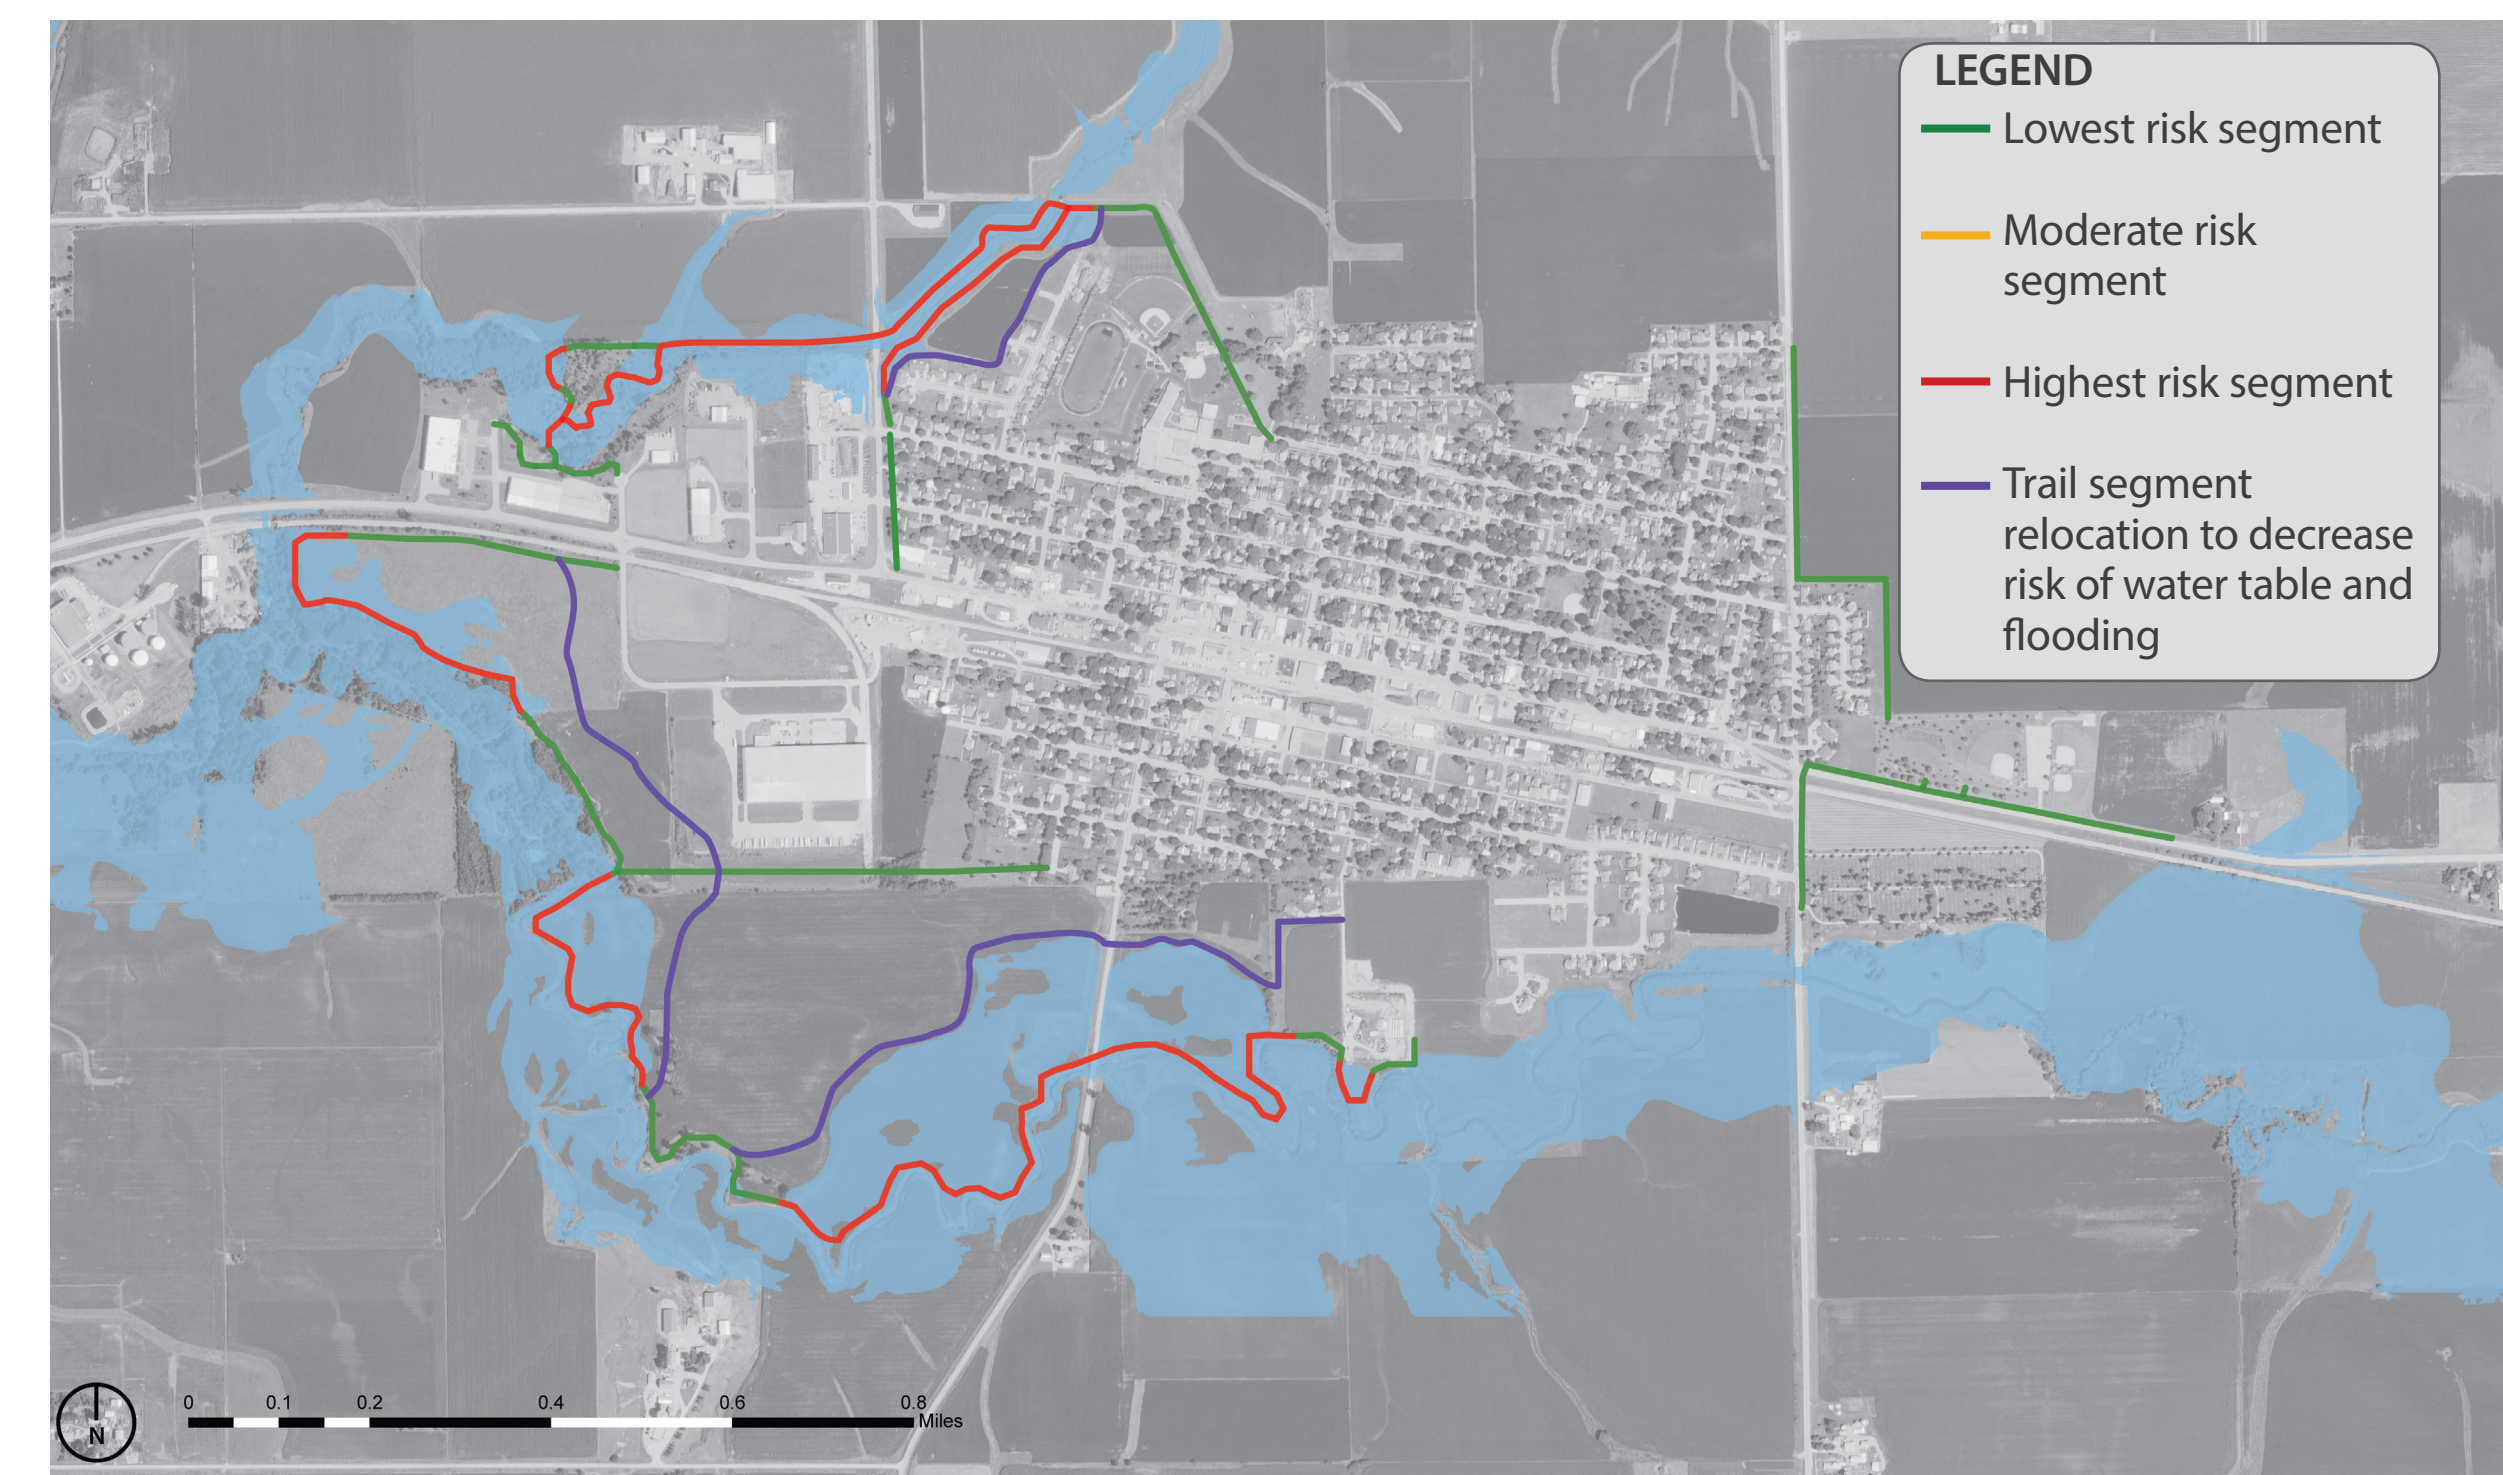 LEGEND
Lowest risk segment
Moderate risk
segment
Highest risk segment
Trail segment
relocation to decrease
risk of water table and
flooding
0 0.1 0.2 0.4 0.6 0.8
Miles
N